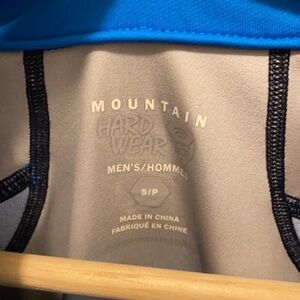 MOUNTAIN
HARD
WEAR
MEN'S/HOMMES
S/P
MADE IN CHINA
FABRIQUÉ EN CHINE